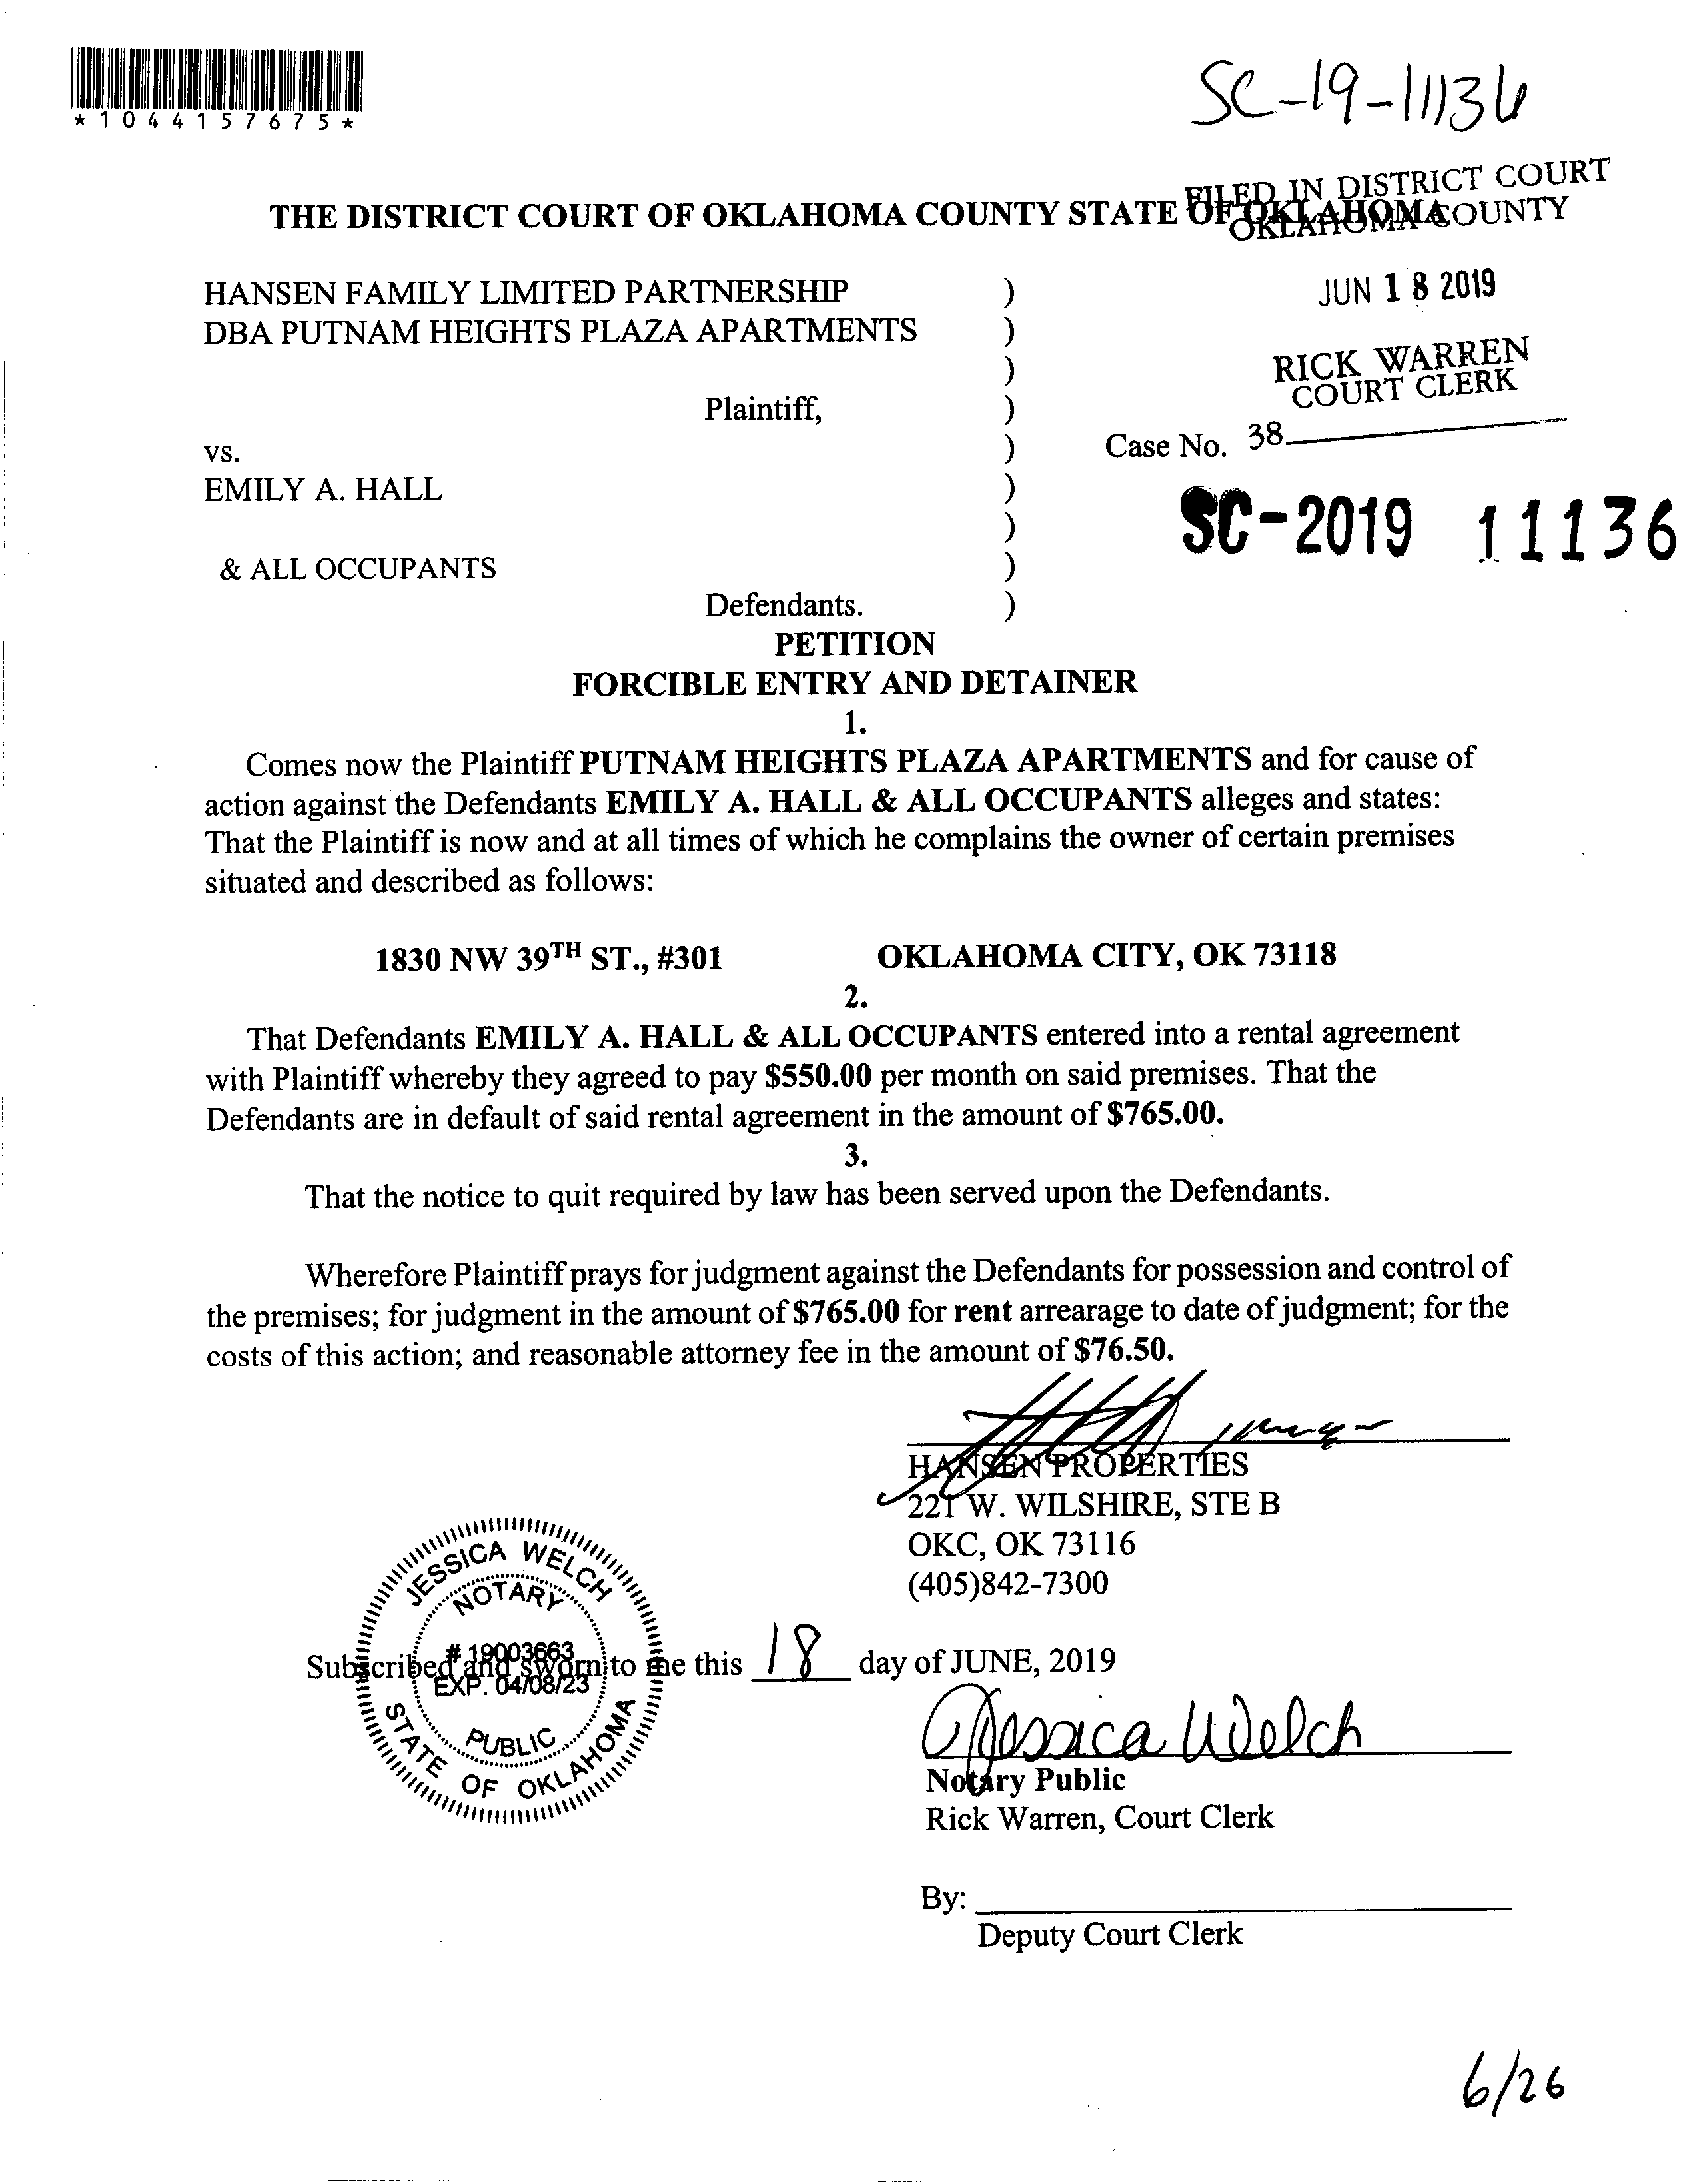 *1044157675*
SC-19-11136
FILED IN DISTRICT COURT
OKLAHOMA COUNTY
THE DISTRICT COURT OF OKLAHOMA COUNTY STATE OF OKLAHOMA
HANSEN FAMILY LIMITED PARTNERSHIP )
JUN 18 2019
DBA PUTNAM HEIGHTS PLAZA APARTMENTS )
)
RICK WARREN
COURT CLERK
Plaintiff, )
vs. ) Case No. 38
EMILY A. HALL )
SC-2019 11136
)
& ALL OCCUPANTS )
Defendants. )
PETITION
FORCIBLE ENTRY AND DETAINER
1.
Comes now the Plaintiff PUTNAM HEIGHTS PLAZA APARTMENTS and for cause of
action against the Defendants EMILY A. HALL & ALL OCCUPANTS alleges and states:
That the Plaintiff is now and at all times of which he complains the owner of certain premises
situated and described as follows:
1830 NW 39TH ST., #301 OKLAHOMA CITY, OK 73118
2.
That Defendants EMILY A. HALL & ALL OCCUPANTS entered into a rental agreement
with Plaintiff whereby they agreed to pay $550.00 per month on said premises. That the
Defendants are in default of said rental agreement in the amount of $765.00.
3.
That the notice to quit required by law has been served upon the Defendants.
Wherefore Plaintiff prays for judgment against the Defendants for possession and control of
the premises; for judgment in the amount of $765.00 for rent arrearage to date of judgment; for the
costs of this action; and reasonable attorney fee in the amount of $76.50.
HANSEN PROPERTIES
221 W. WILSHIRE, STE B
OKC, OK 73116
(405)842-7300
JESSICA WELCH
NOTARY
# 19003663
EXP. 04/08/23
PUBLIC
STATE OF OKLAHOMA
Subscribed and sworn to me this 18 day of JUNE, 2019
Jessica Welch
Notary Public
Rick Warren, Court Clerk
By:
Deputy Court Clerk
6/26